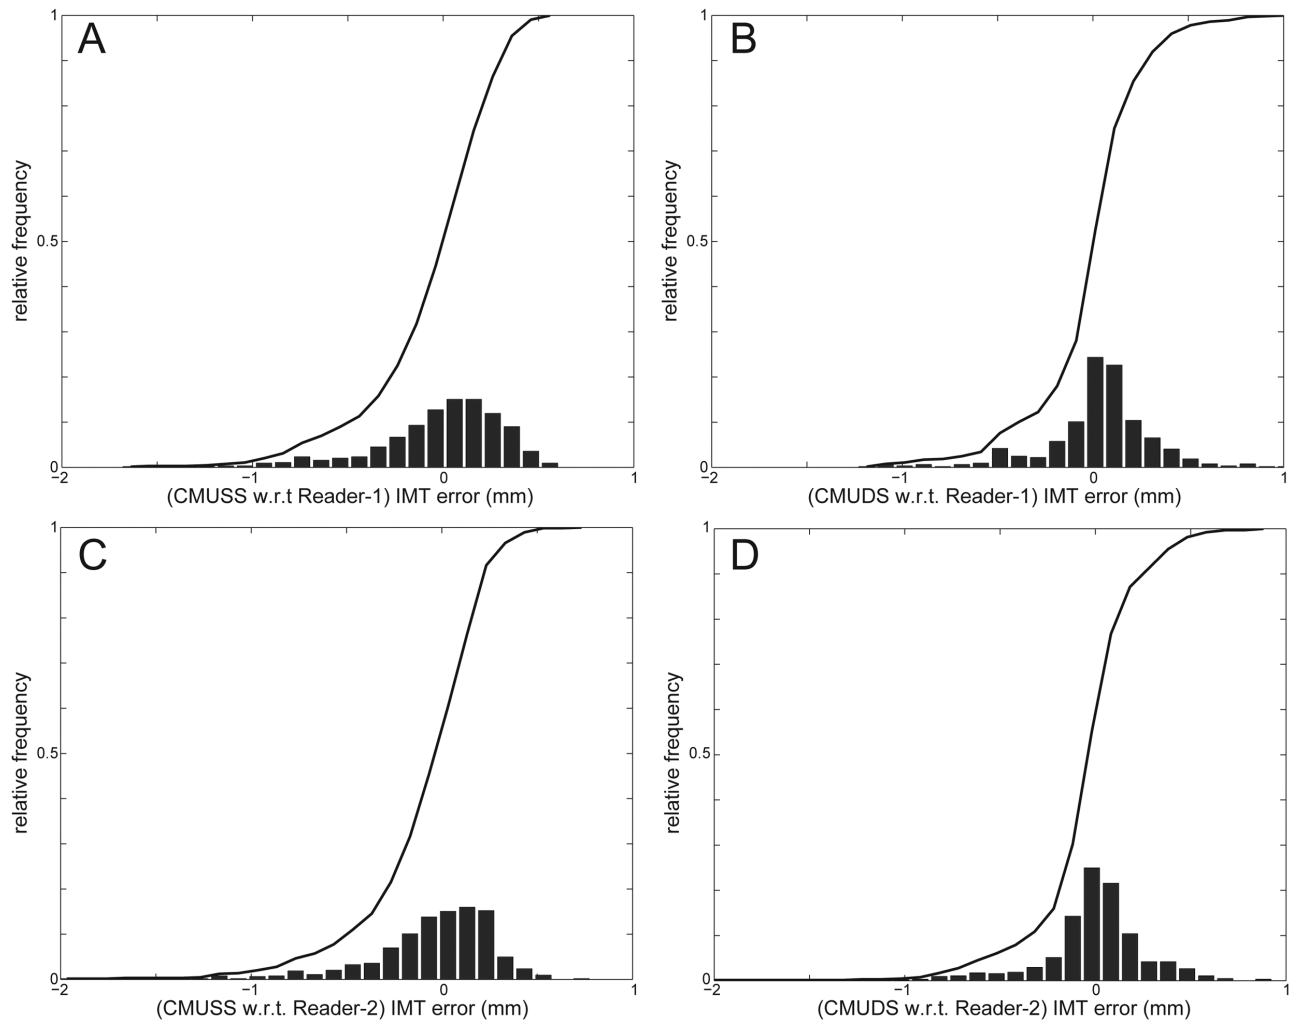 A
relative frequency
1
0.5
0
−2
−1
0
1
(CMUSS w.r.t Reader-1) IMT error (mm)
B
relative frequency
1
0.5
0
−2
−1
0
1
(CMUDS w.r.t. Reader-1) IMT error (mm)
C
relative frequency
1
0.5
0
−2
−1
0
1
(CMUSS w.r.t. Reader-2) IMT error (mm)
D
relative frequency
1
0.5
0
−2
−1
0
1
(CMUDS w.r.t. Reader-2) IMT error (mm)